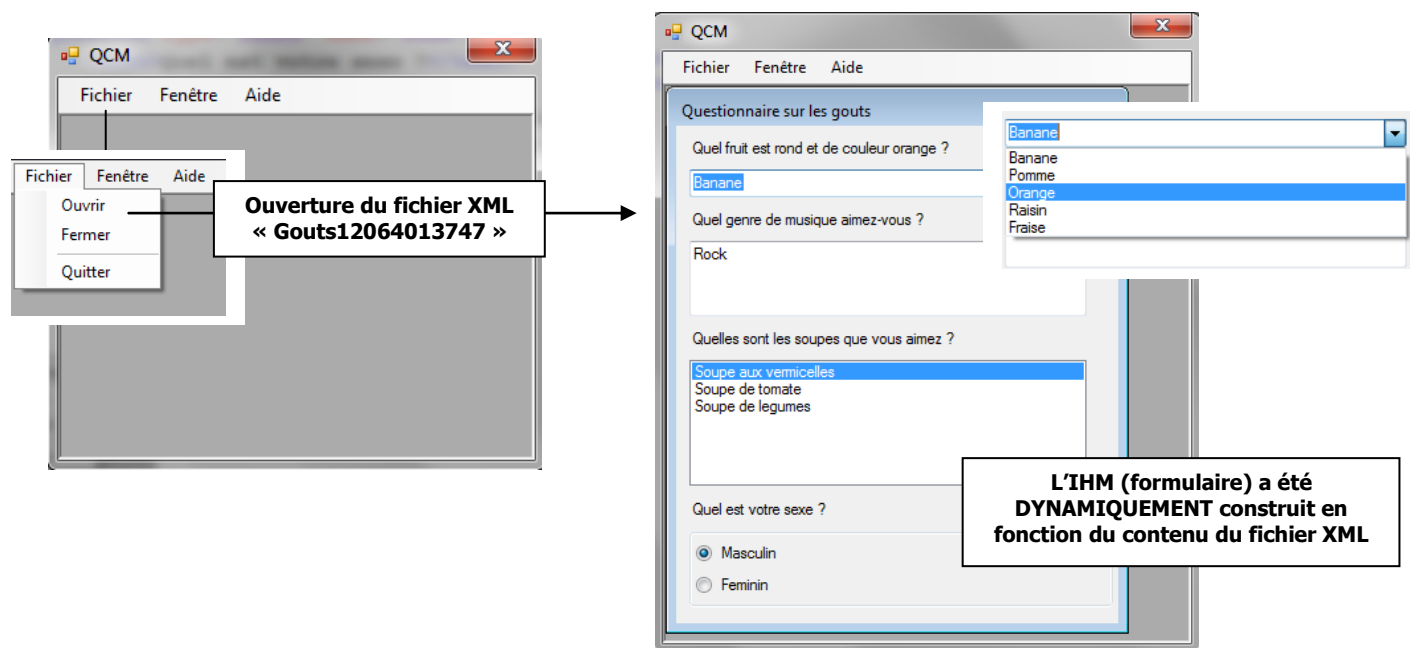 QCM
Fichier Fenêtre Aide
Fichier Fenêtre Aide
Ouvrir
Fermer
Quitter
Ouverture du fichier XML
« Gouts12064013747 »
QCM
Fichier Fenêtre Aide
Questionnaire sur les gouts
Quel fruit est rond et de couleur orange ?
Banane
Quel genre de musique aimez-vous ?
Rock
Quelles sont les soupes que vous aimez ?
Soupe aux vermicelles
Soupe de tomate
Soupe de legumes
Quel est votre sexe ?
Masculin
Feminin
Banane
Banane
Pomme
Orange
Raisin
Fraise
L’IHM (formulaire) a été
DYNAMIQUEMENT construit en
fonction du contenu du fichier XML